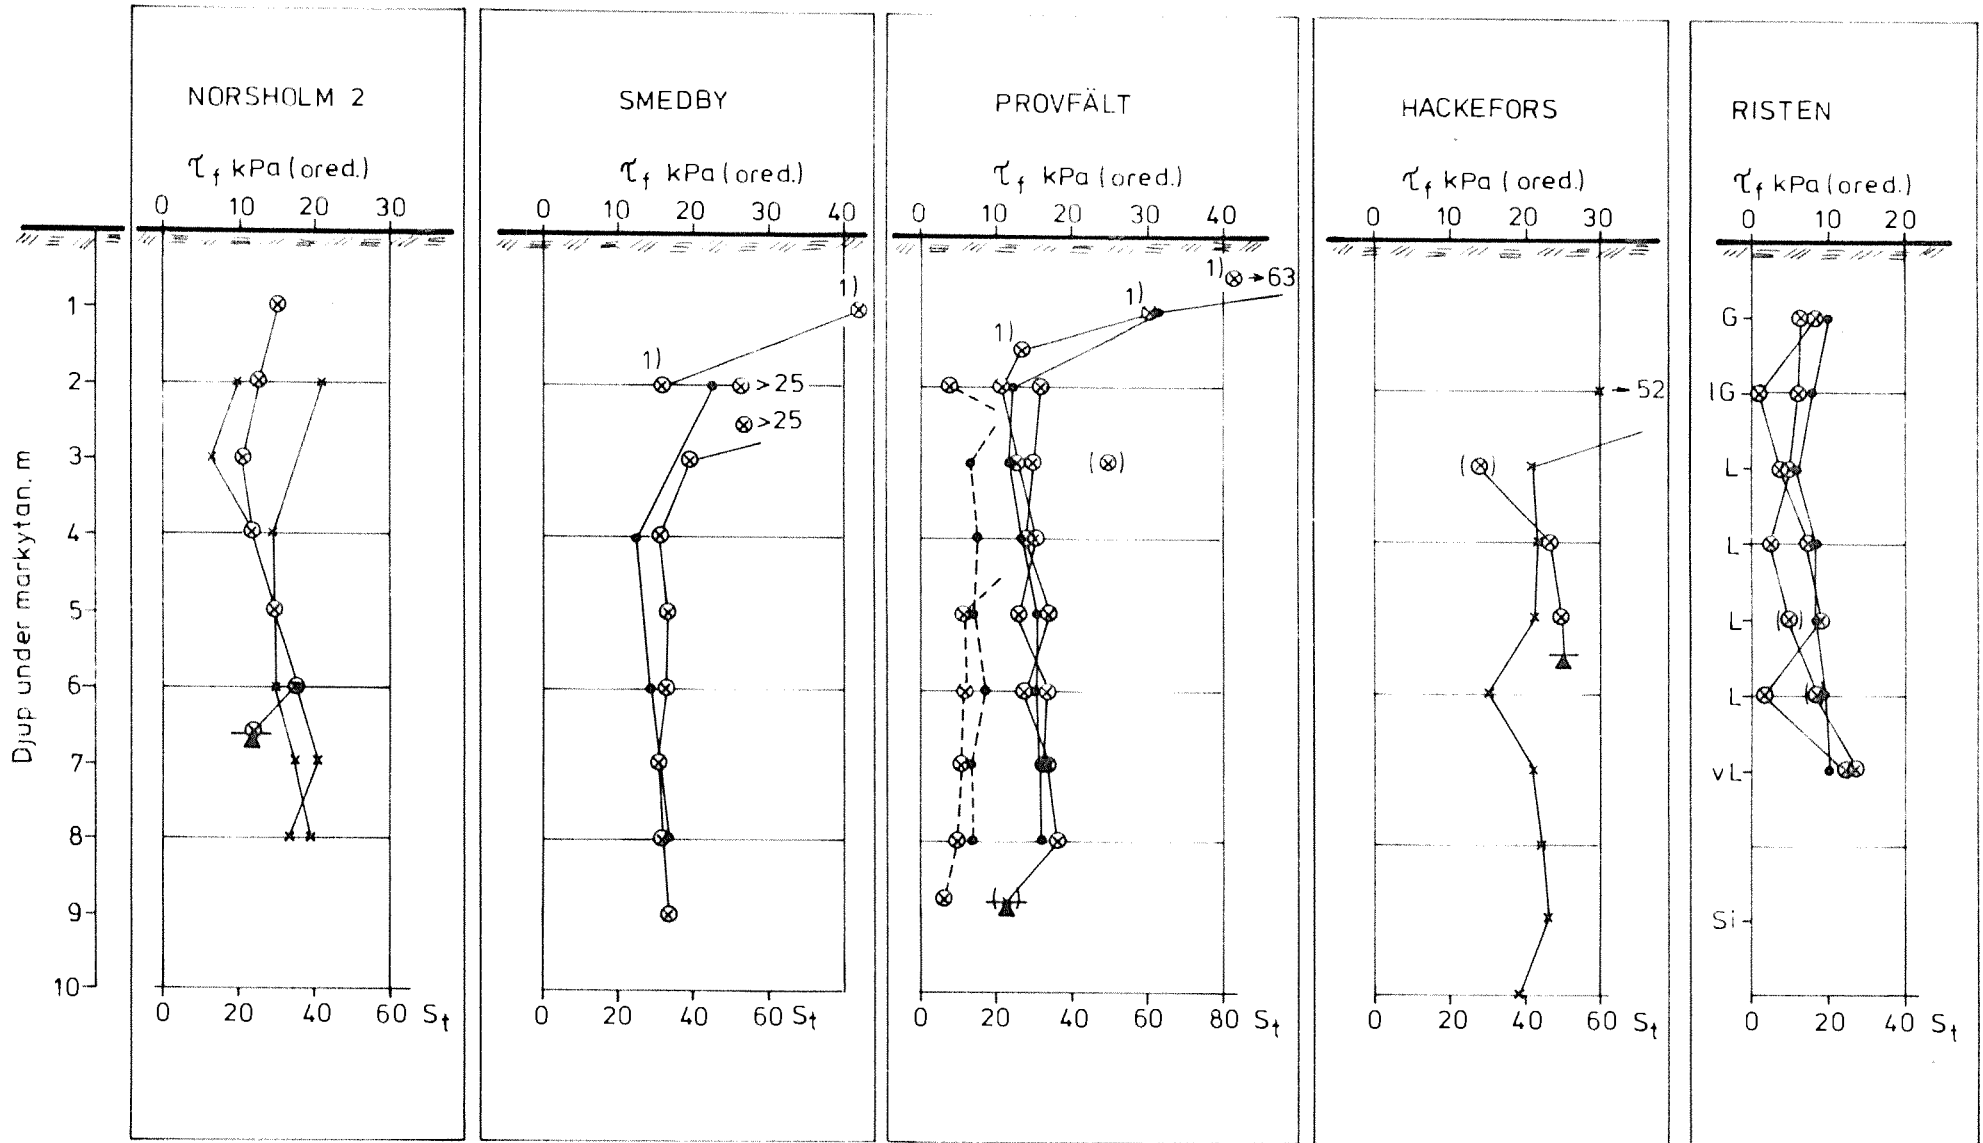 NORSHOLM 2
τf kPa (ored.)
0 10 20 30
Djup under markytan. m
1
2
3
4
5
6
7
8
9
10
0 20 40 60 St
SMEDBY
τf kPa (ored.)
0 10 20 30 40
1)
1)
>25
>25
0 20 40 60 St
PROVFÄLT
τf kPa (ored.)
0 10 20 30 40
1) → 63
1)
1)
( )
( )
0 20 40 60 80 St
HACKEFORS
τf kPa (ored.)
0 20 30
→ 52
( )
0 40 60 St
RISTEN
τf kPa (ored.)
0 10 20
G
lG
L
L
L
( )
L
(
vL
Si
0 20 40 St